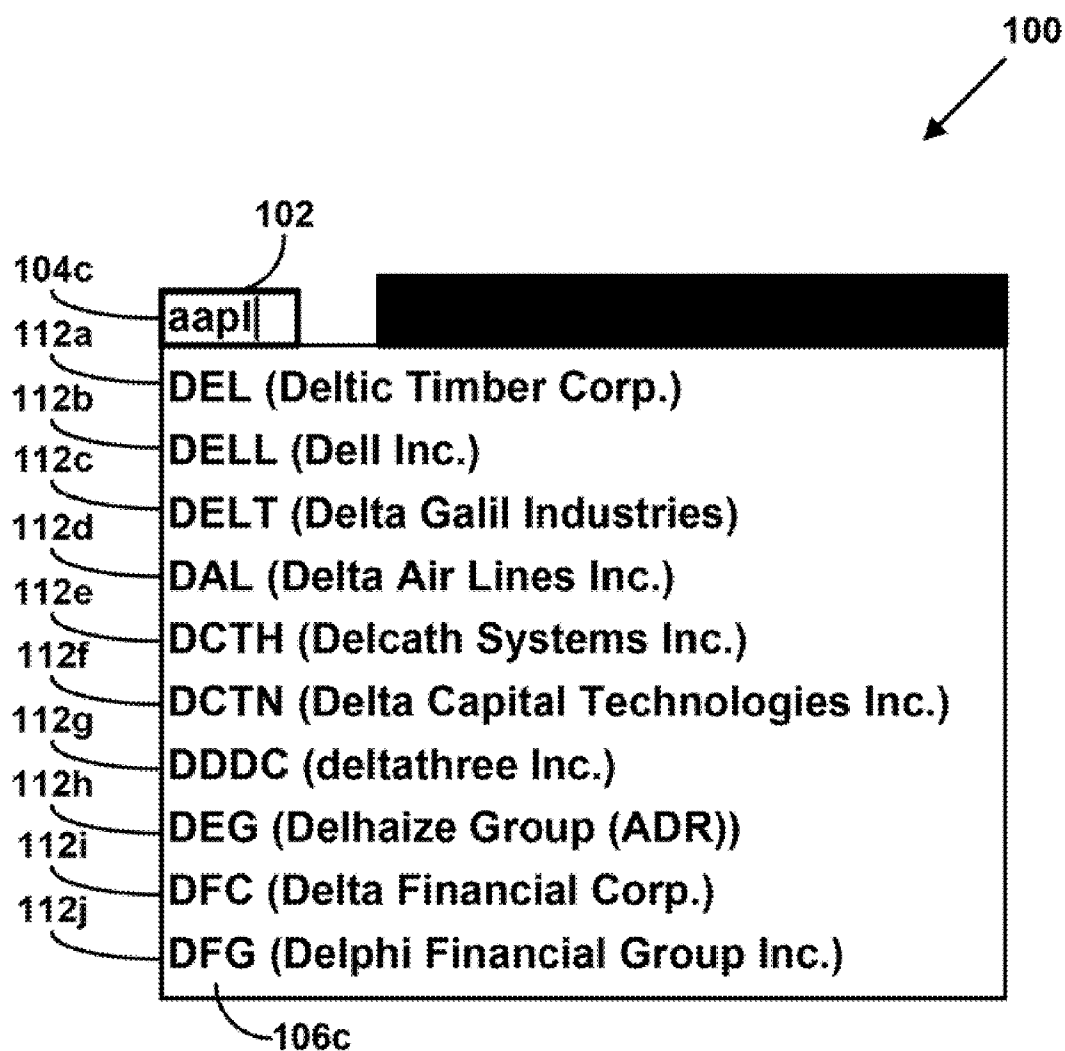 100
102
104c
aapl
112a
DEL (Deltic Timber Corp.)
112b
DELL (Dell Inc.)
112c
DELT (Delta Galil Industries)
112d
DAL (Delta Air Lines Inc.)
112e
DCTH (Delcath Systems Inc.)
112f
DCTN (Delta Capital Technologies Inc.)
112g
DDDC (deltathree Inc.)
112h
DEG (Delhaize Group (ADR))
112i
DFC (Delta Financial Corp.)
112j
DFG (Delphi Financial Group Inc.)
106c